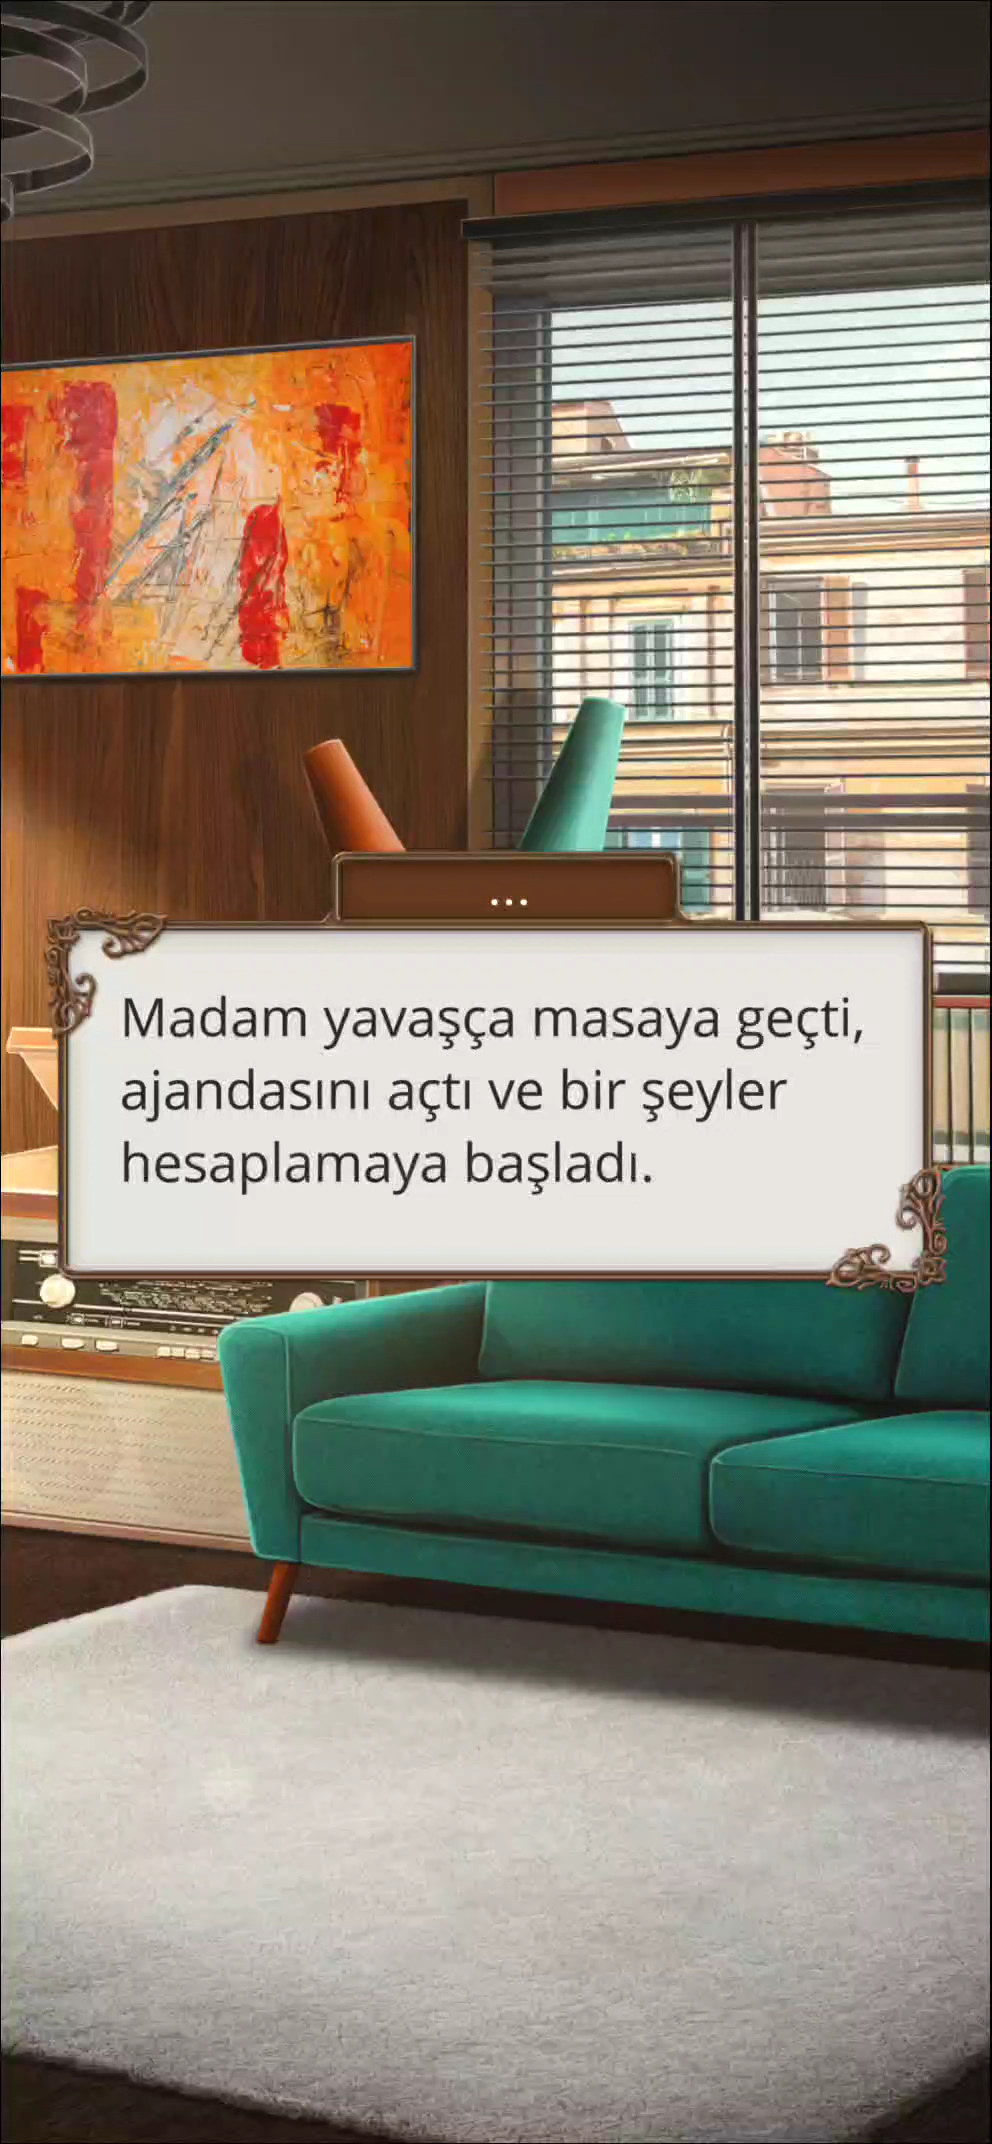 ...
Madam yavaşça masaya geçti,
ajandasını açtı ve bir şeyler
hesaplamaya başladı.